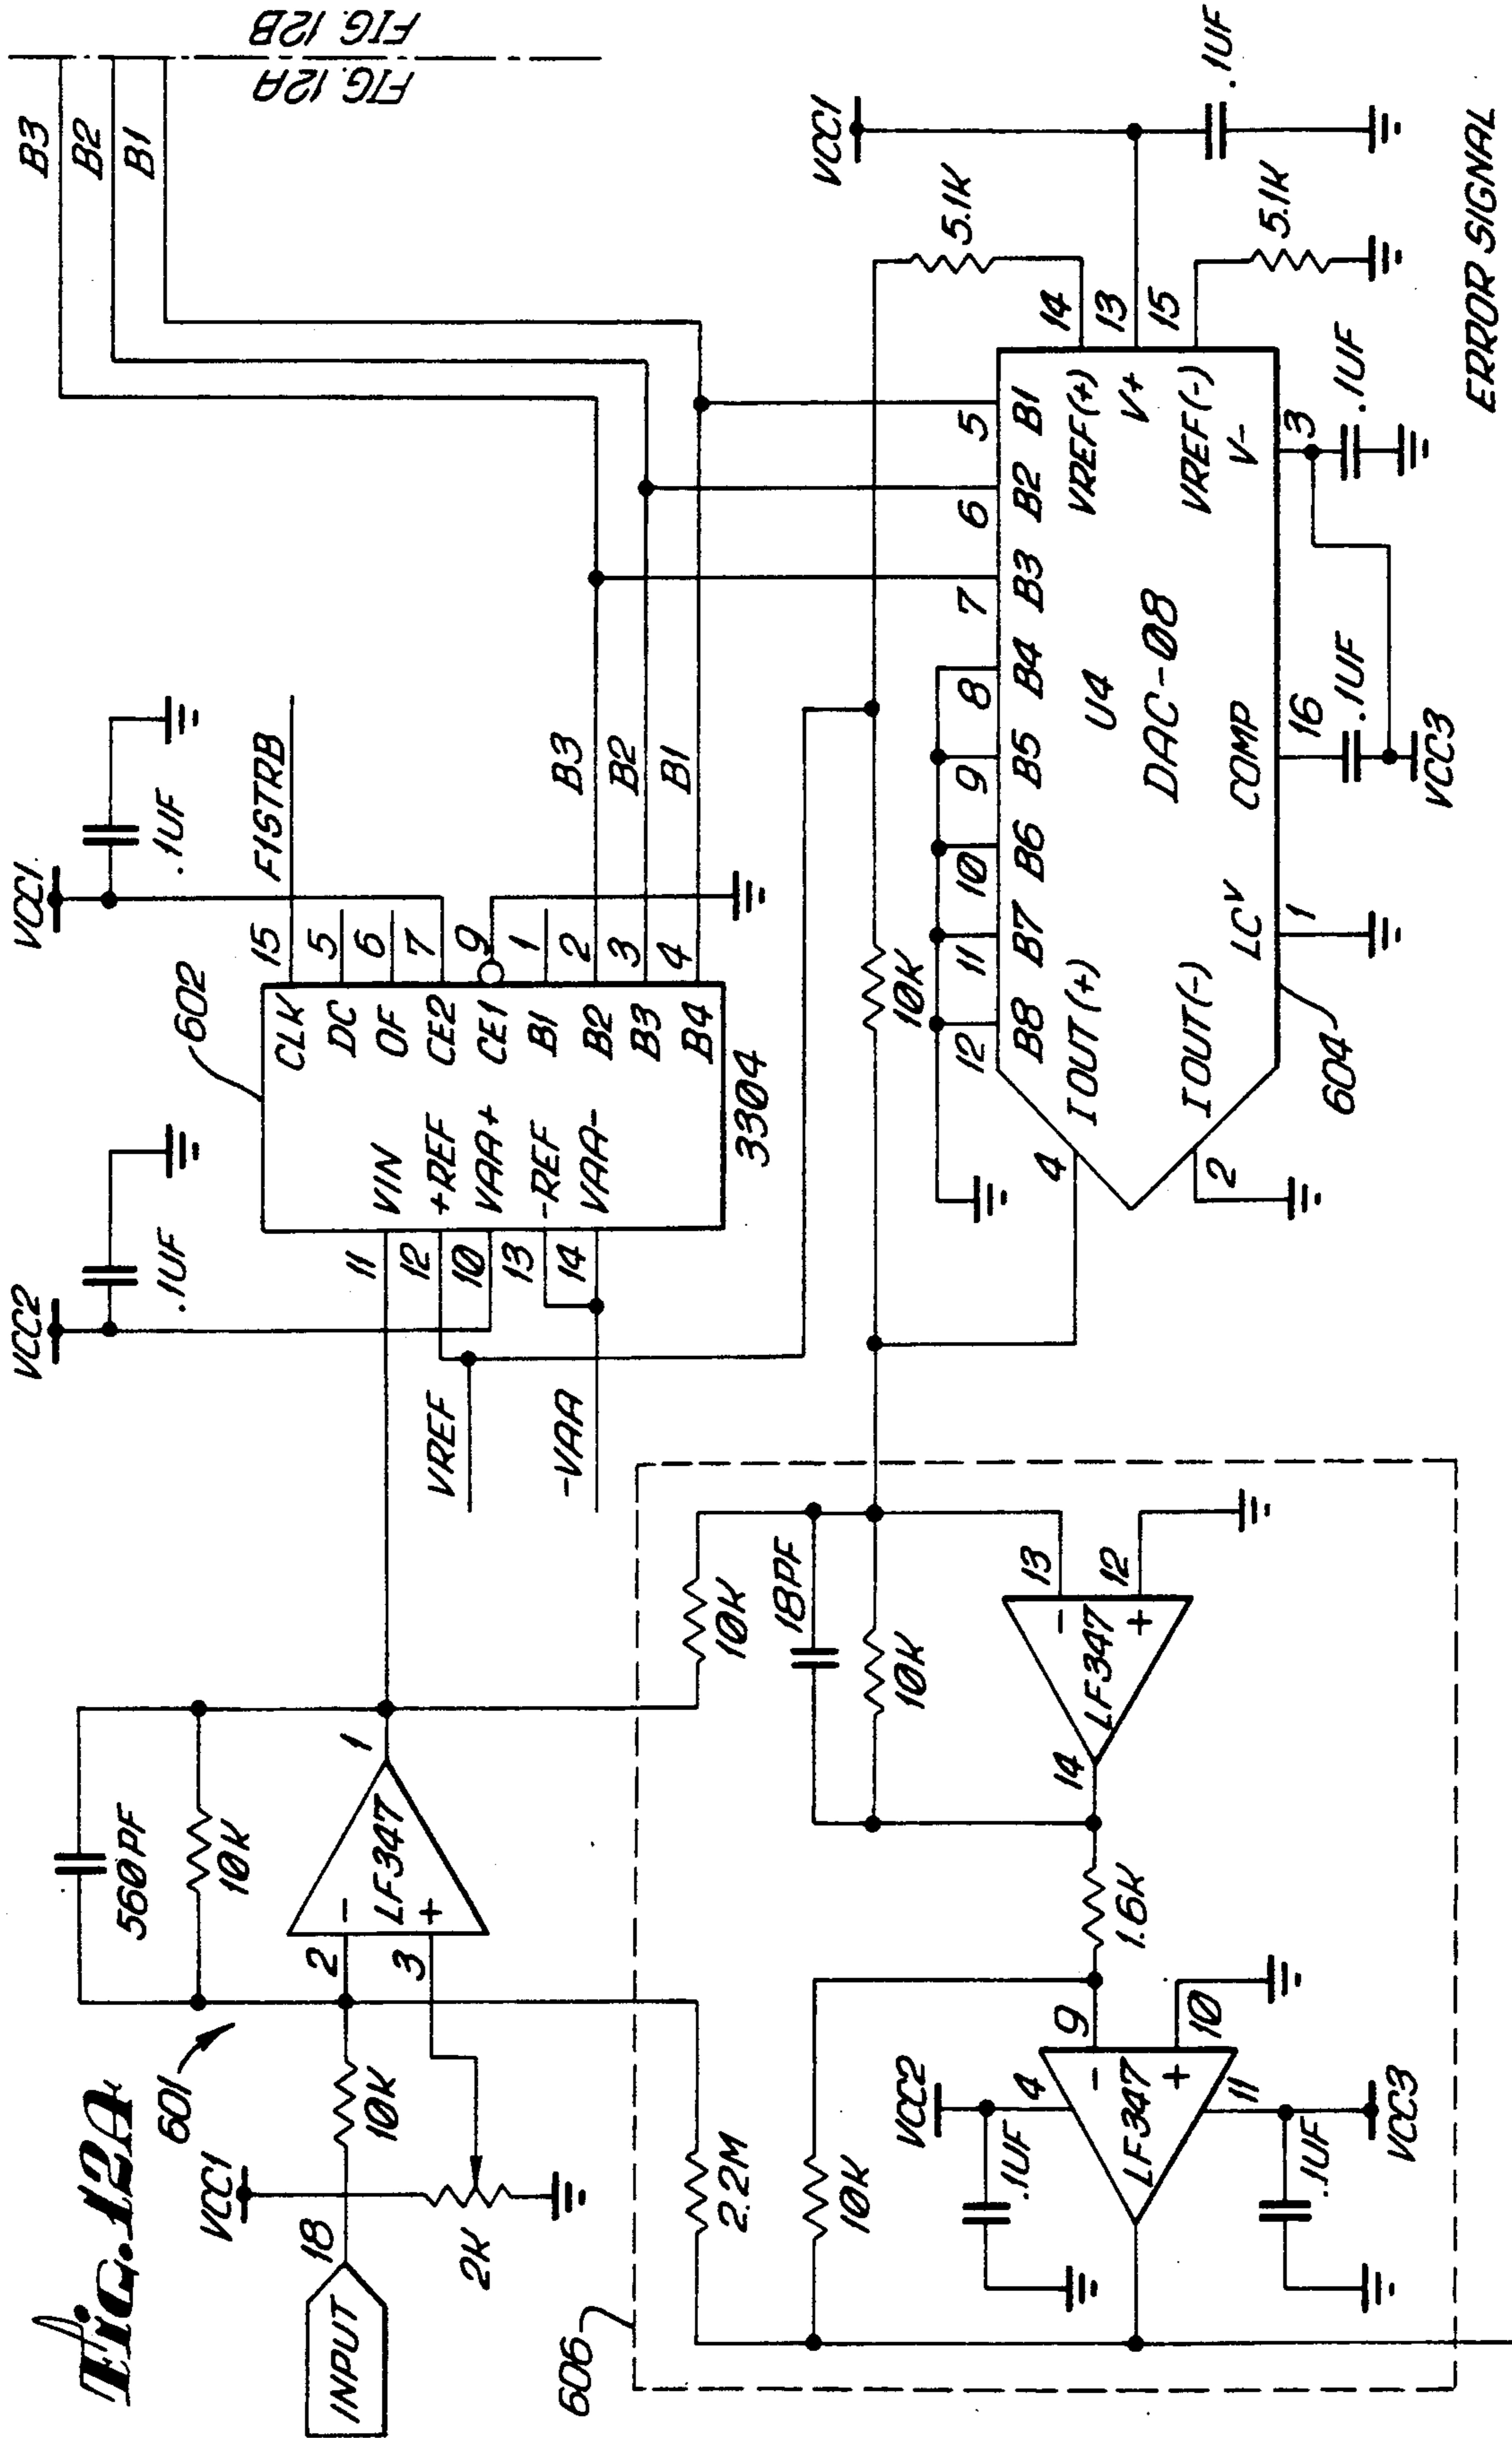 Fig. 12A
FIG. 12A
FIG. 12B
INPUT
18
VCC1
2K
10K
601
560PF
10K
2
3
-
+
LF347
1
VCC2
.1UF
VCC1
.1UF
602
F1STRB
11
12
10
13
14
VIN
+REF
VAA+
-REF
VAA-
CLK
DC
OF
CE2
CE1
B1
B2
B3
B4
15
5
6
7
9
1
2
3
4
3304
B3
B2
B1
B3
B2
B1
VREF
-VAA
606
2.2M
10K
10K
18PF
10K
10K
13
12
-
+
LF347
14
1.6K
9
10
-
+
LF347
VCC2
4
.1UF
11
.1UF
VCC3
12
11
10
9
8
7
6
5
B8
B7
B6
B5
B4
B3
B2
B1
4
IOUT(+)
2
IOUT(-)
U4
DAC-08
VREF(+)
V+
VREF(-)
V-
LCV
COMP
14
13
15
5.1K
5.1K
VCC1
.1UF
604
1
16
.1UF
VCC3
3
.1UF
ERROR SIGNAL